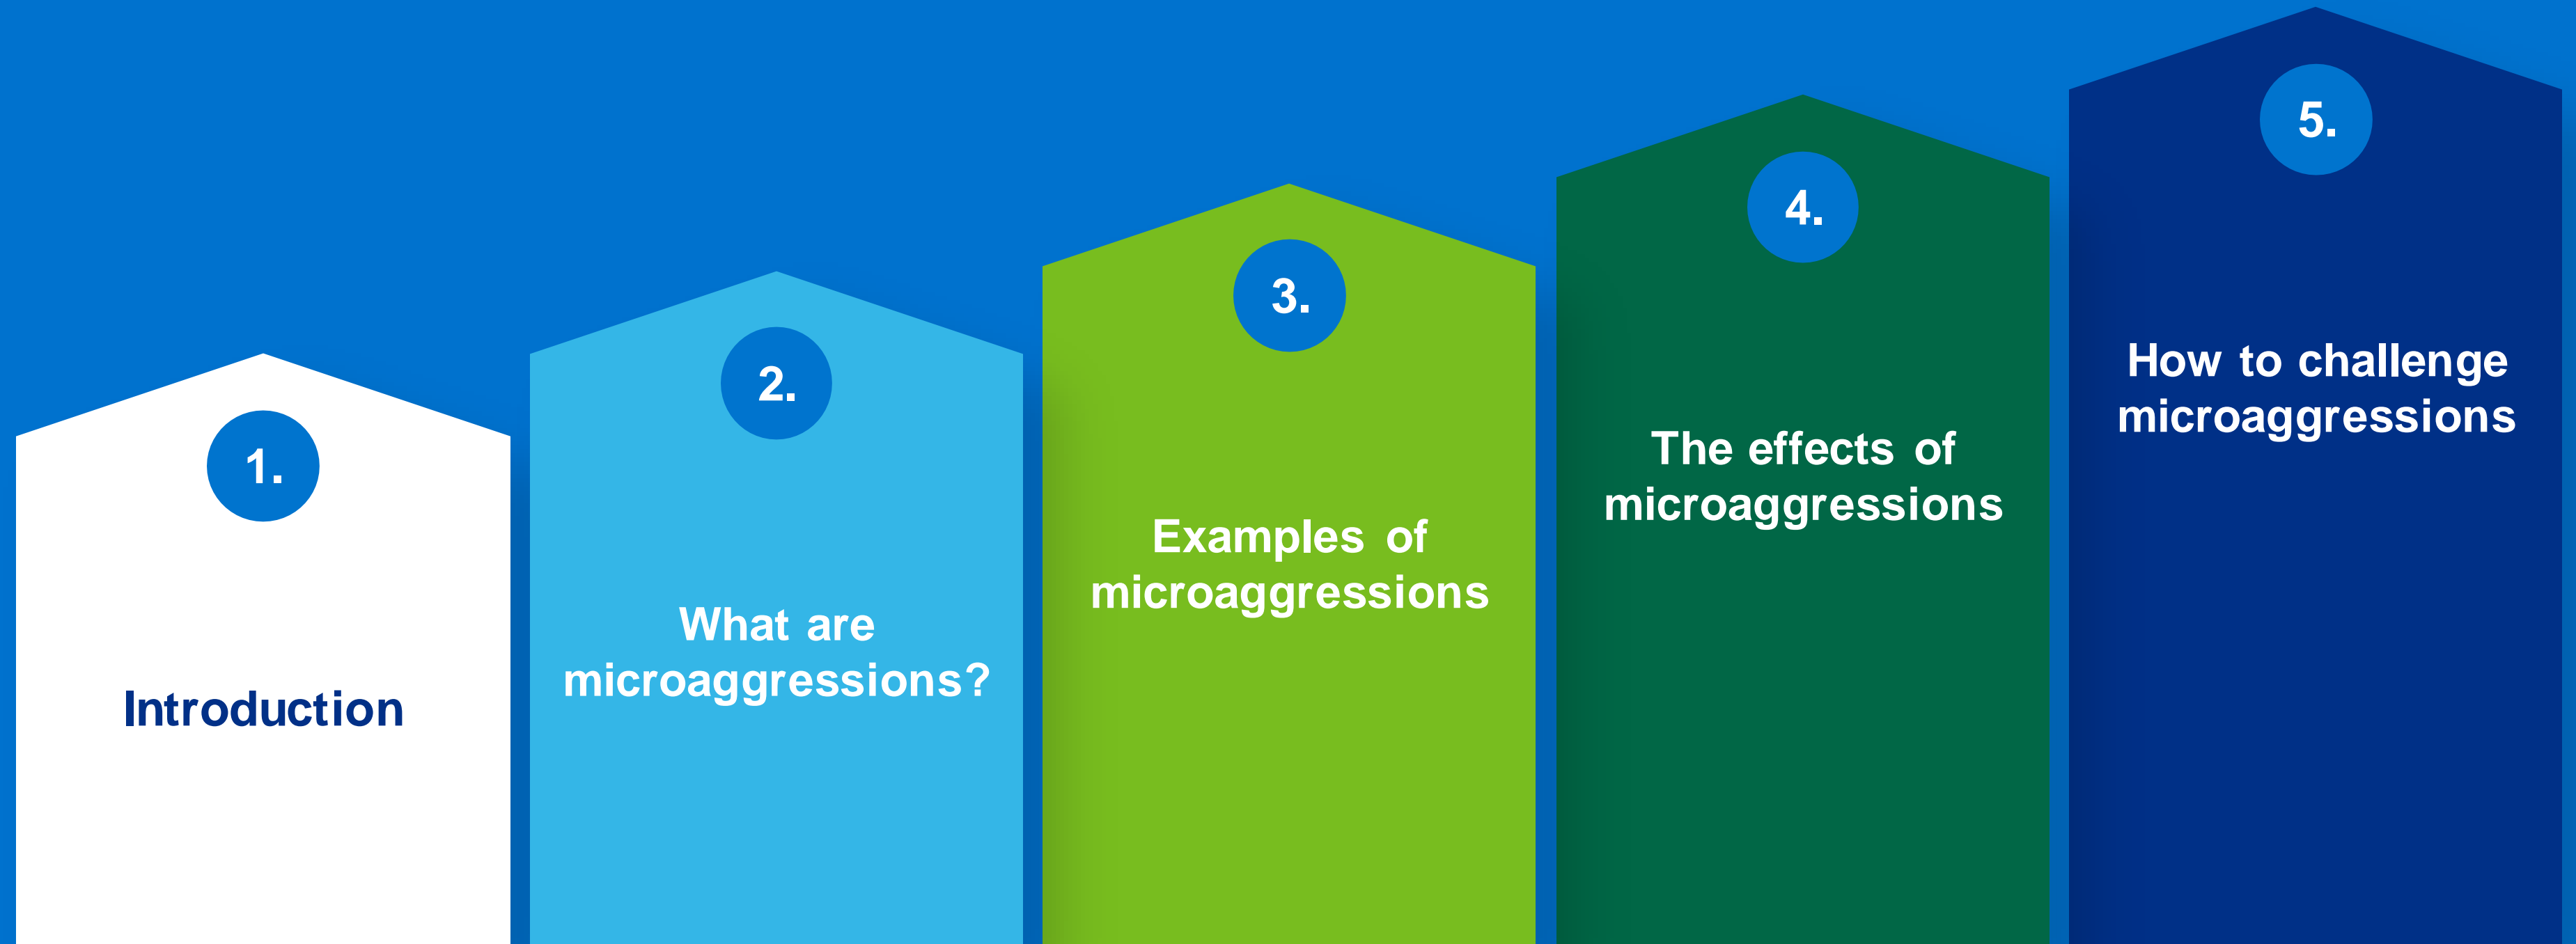 1.
Introduction
2.
What are
microaggressions?
3.
Examples of
microaggressions
4.
The effects of
microaggressions
5.
How to challenge
microaggressions